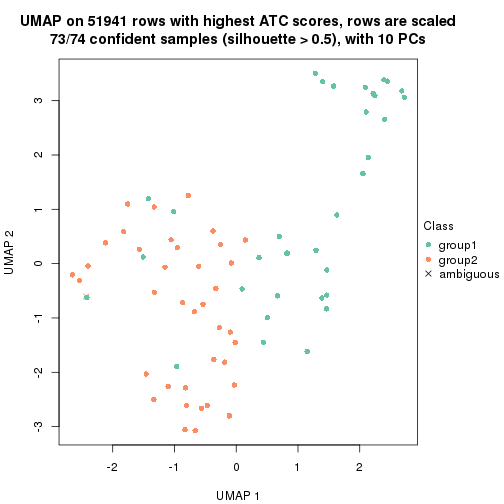 UMAP on 51941 rows with highest ATC scores, rows are scaled
73/74 confident samples (silhouette > 0.5), with 10 PCs
3
2
1
0
-1
-2
-3
UMAP 2
-2
-1
0
1
2
UMAP 1
Class
group1
group2
ambiguous